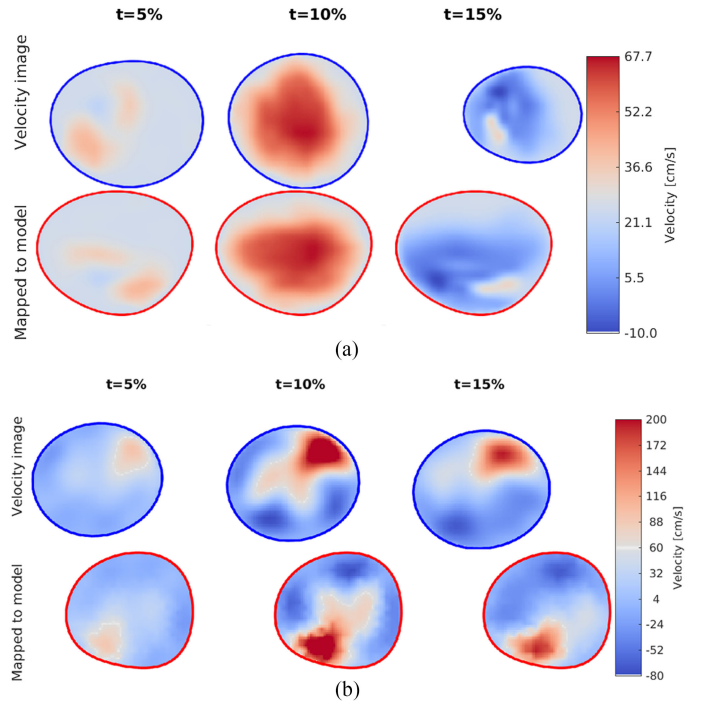 t=5% t=10% t=15%
Velocity image
Mapped to model
67.7
52.2
36.6
21.1
5.5
-10.0
Velocity [cm/s]
(a)
t=5% t=10% t=15%
Velocity image
Mapped to model
200
172
144
116
88
60
32
4
-24
-52
-80
Velocity [cm/s]
(b)